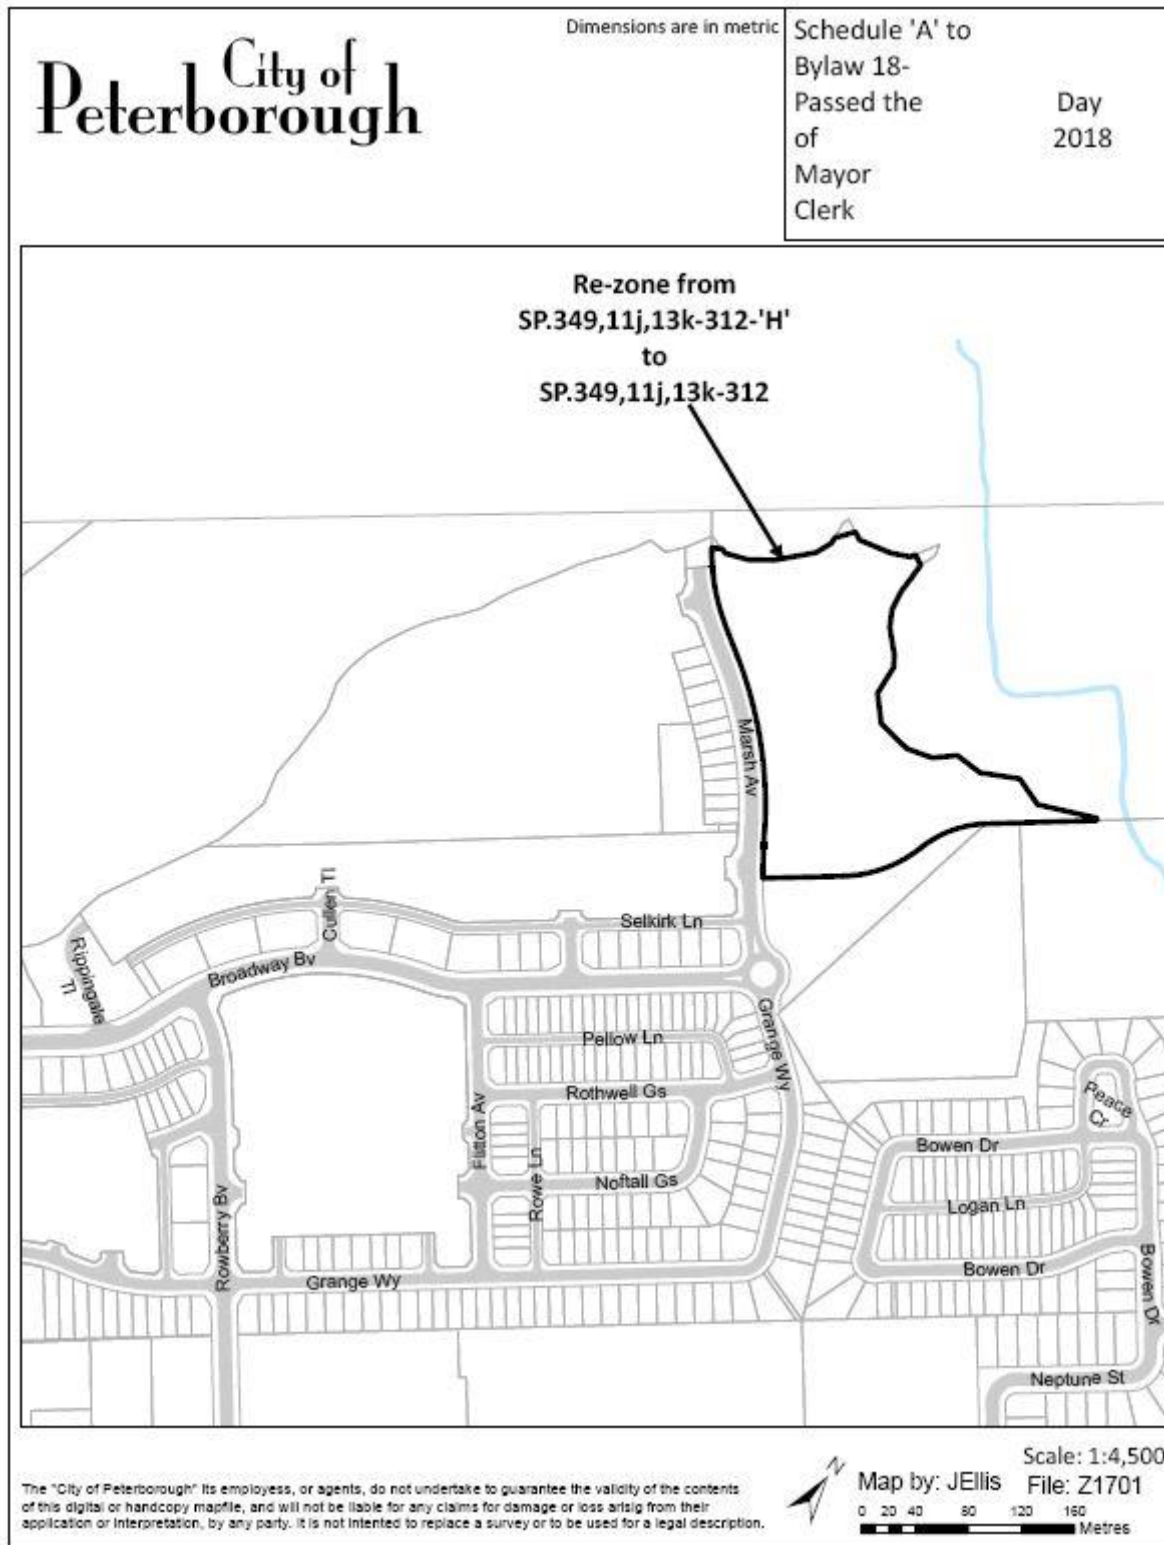 City of
Peterborough
Dimensions are in metric
Schedule 'A' to
Bylaw 18-
Passed the Day
of 2018
Mayor
Clerk
Re-zone from
SP.349,11j,13k-312-'H'
to
SP.349,11j,13k-312
Marsh Av
Cullen Tl
Selkirk Ln
Rippingale
Tl
Broadway Bv
Grange Wy
Pellow Ln
Rothwell Gs
Flitton Av
Peace
Cr
Bowen Dr
Rowe Ln
Noftall Gs
Logan Ln
Rowberry Bv
Grange Wy
Bowen Dr
Bowen Dr
Neptune St
The "City of Peterborough" its employess, or agents, do not undertake to guarantee the validity of the contents
of this digital or handcopy mapfile, and will not be liable for any claims for damage or loss arisig from their
application or interpretation, by any party. It is not intented to replace a survey or to be used for a legal description.
N
Scale: 1:4,500
Map by: JEllis File: Z1701
0 20 40 80 120 160
Metres